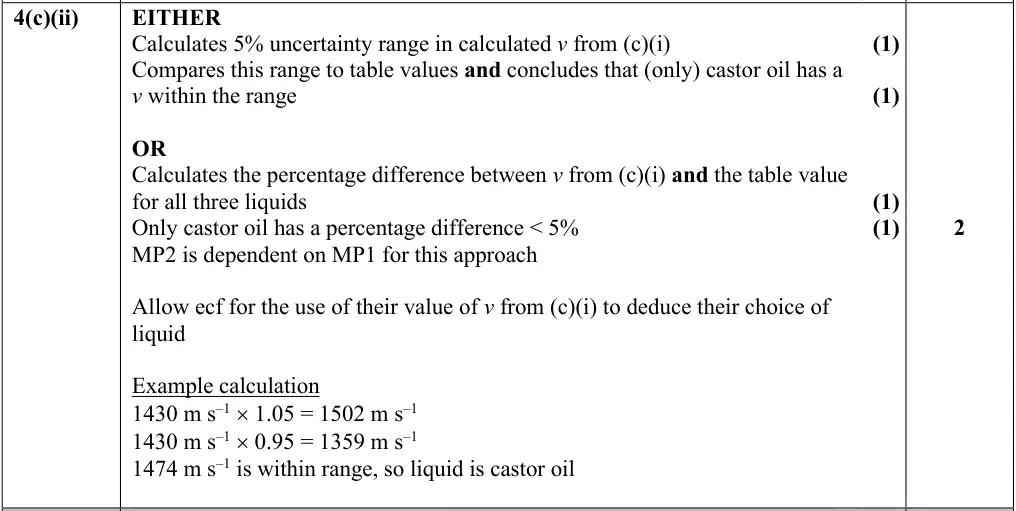 4(c)(ii) EITHER
Calculates 5% uncertainty range in calculated v from (c)(i) (1)
Compares this range to table values and concludes that (only) castor oil has a
v within the range (1)
OR
Calculates the percentage difference between v from (c)(i) and the table value
for all three liquids (1)
Only castor oil has a percentage difference < 5% (1) 2
MP2 is dependent on MP1 for this approach
Allow ecf for the use of their value of v from (c)(i) to deduce their choice of
liquid
Example calculation
1430 m s⁻¹ × 1.05 = 1502 m s⁻¹
1430 m s⁻¹ × 0.95 = 1359 m s⁻¹
1474 m s⁻¹ is within range, so liquid is castor oil